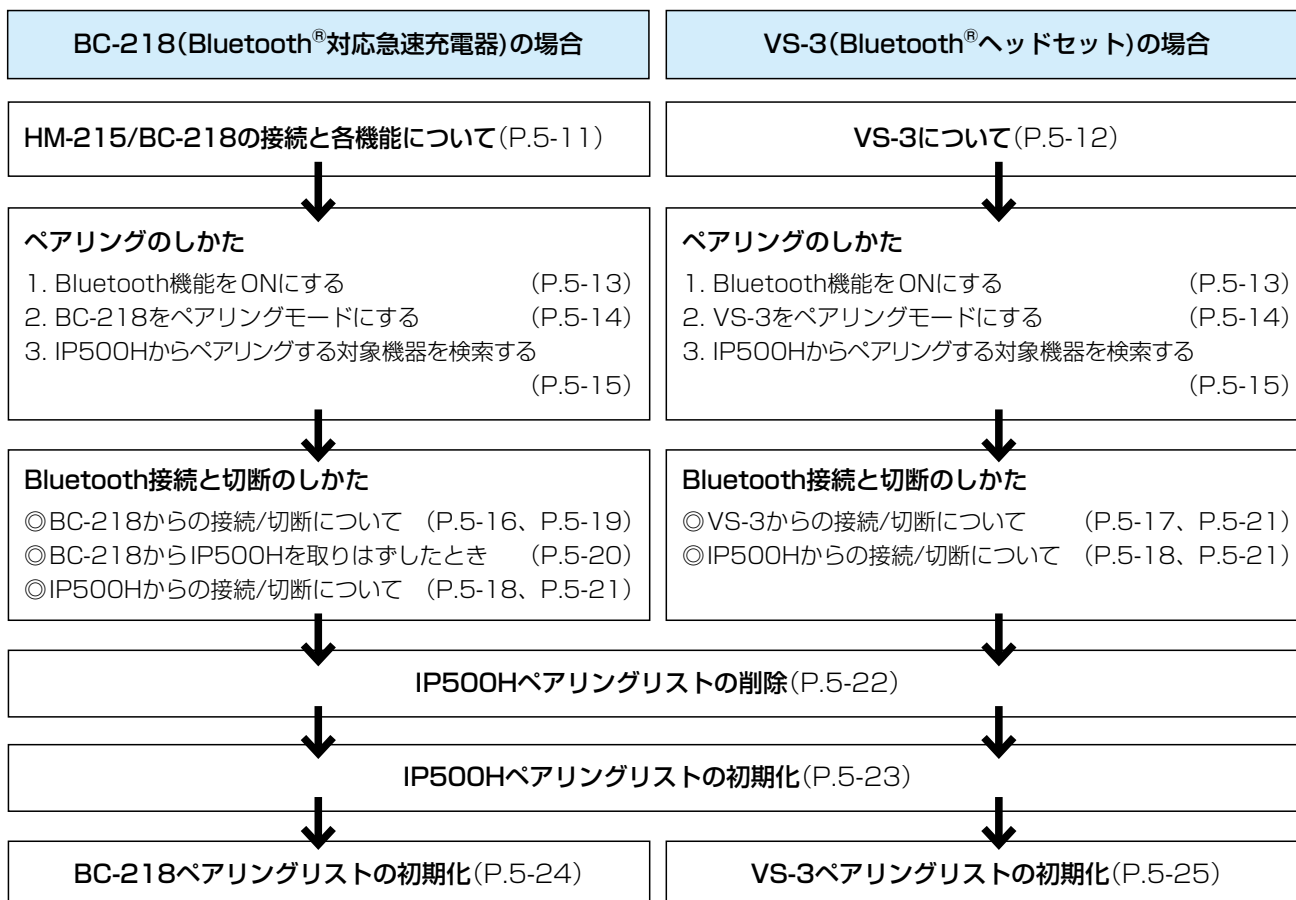 BC-218(Bluetooth®対応急速充電器)の場合
HM-215/BC-218の接続と各機能について(P.5-11)
ペアリングのしかた
1. Bluetooth機能をONにする (P.5-13)
2. BC-218をペアリングモードにする (P.5-14)
3. IP500Hからペアリングする対象機器を検索する
(P.5-15)
Bluetooth接続と切断のしかた
◎BC-218からの接続/切断について (P.5-16、P.5-19)
◎BC-218からIP500Hを取りはずしたとき (P.5-20)
◎IP500Hからの接続/切断について (P.5-18、P.5-21)
VS-3(Bluetooth®ヘッドセット)の場合
VS-3について(P.5-12)
ペアリングのしかた
1. Bluetooth機能をONにする (P.5-13)
2. VS-3をペアリングモードにする (P.5-14)
3. IP500Hからペアリングする対象機器を検索する
(P.5-15)
Bluetooth接続と切断のしかた
◎VS-3からの接続/切断について (P.5-17、P.5-21)
◎IP500Hからの接続/切断について (P.5-18、P.5-21)
IP500Hペアリングリストの削除(P.5-22)
IP500Hペアリングリストの初期化(P.5-23)
BC-218ペアリングリストの初期化(P.5-24)
VS-3ペアリングリストの初期化(P.5-25)